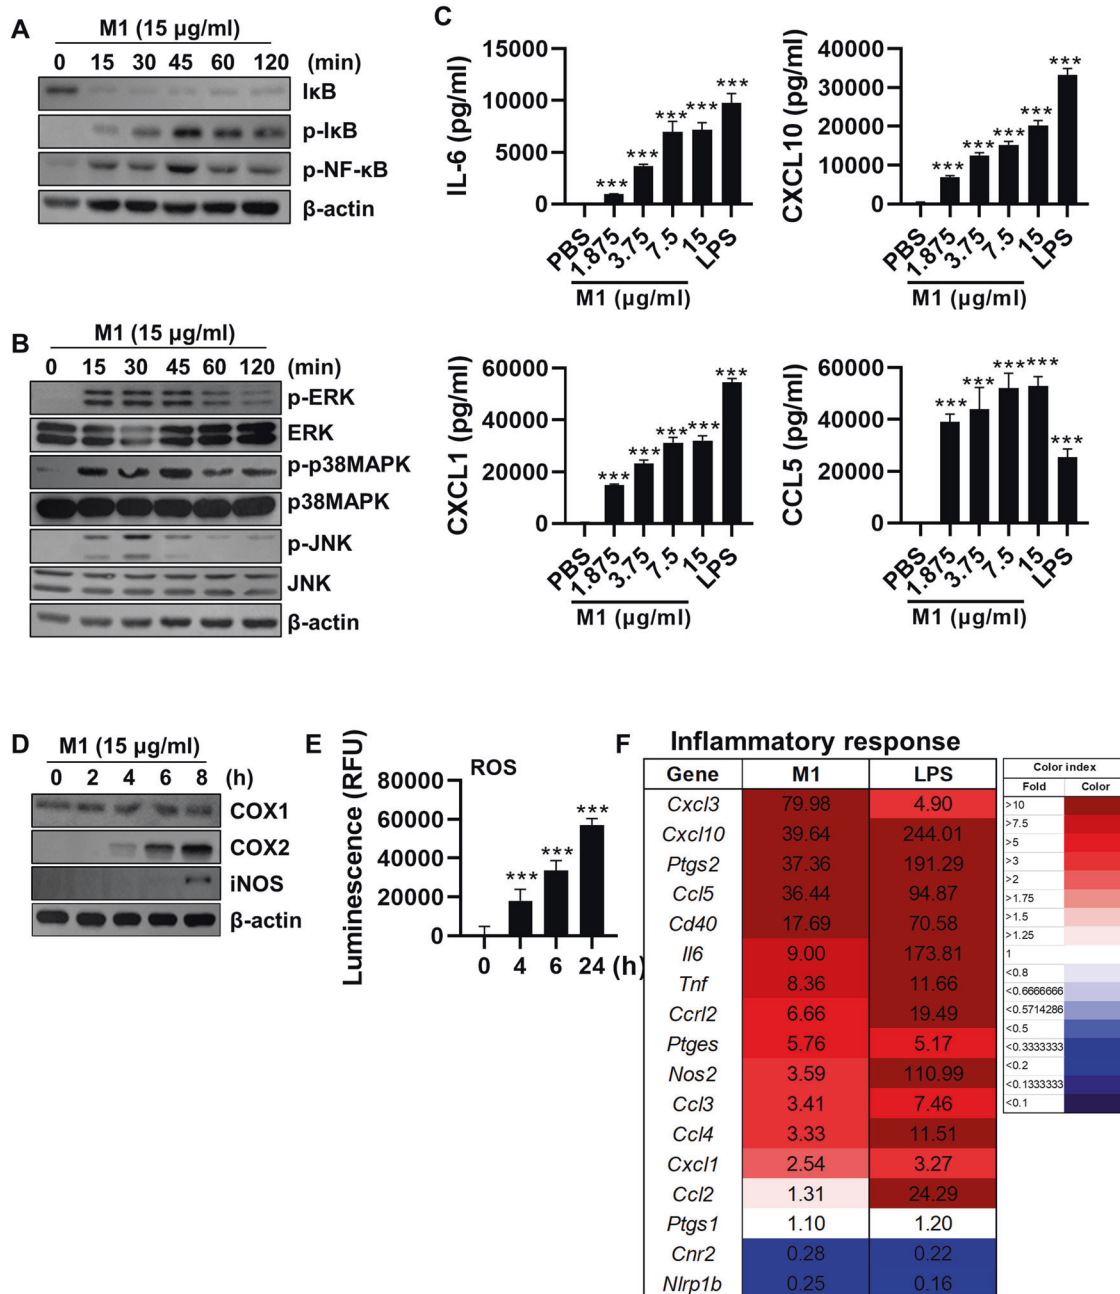 A
M1 (15 µg/ml)
0 15 30 45 60 120 (min)
IκB
p-IκB
p-NF-κB
β-actin
B
M1 (15 µg/ml)
0 15 30 45 60 120 (min)
p-ERK
ERK
p-p38MAPK
p38MAPK
p-JNK
JNK
β-actin
C
IL-6 (pg/ml)
15000
10000
5000
0
*** *** *** *** ***
PBS 1.875 3.75 7.5 15 LPS
M1 (µg/ml)
CXCL10 (pg/ml)
40000
30000
20000
10000
0
*** *** *** *** ***
PBS 1.875 3.75 7.5 15 LPS
M1 (µg/ml)
CXCL1 (pg/ml)
60000
40000
20000
0
*** *** *** *** ***
PBS 1.875 3.75 7.5 15 LPS
M1 (µg/ml)
CCL5 (pg/ml)
60000
40000
20000
0
*** *** *** *** ***
PBS 1.875 3.75 7.5 15 LPS
M1 (µg/ml)
D
M1 (15 µg/ml)
0 2 4 6 8 (h)
COX1
COX2
iNOS
β-actin
E
Luminescence (RFU)
ROS
80000
60000
40000
20000
0
*** *** ***
0 4 6 24 (h)
F
Inflammatory response
Gene M1 LPS
Cxcl3 79.98 4.90
Cxcl10 39.64 244.01
Ptgs2 37.36 191.29
Ccl5 36.44 94.87
Cd40 17.69 70.58
Il6 9.00 173.81
Tnf 8.36 11.66
Ccrl2 6.66 19.49
Ptges 5.76 5.17
Nos2 3.59 110.99
Ccl3 3.41 7.46
Ccl4 3.33 11.51
Cxcl1 2.54 3.27
Ccl2 1.31 24.29
Ptgs1 1.10 1.20
Cnr2 0.28 0.22
Nlrp1b 0.25 0.16
Color index
Fold Color
>10
>7.5
>5
>3
>2
>1.75
>1.5
>1.25
1
<0.8
<0.6666666
<0.5714286
<0.5
<0.3333333
<0.2
<0.1333333
<0.1